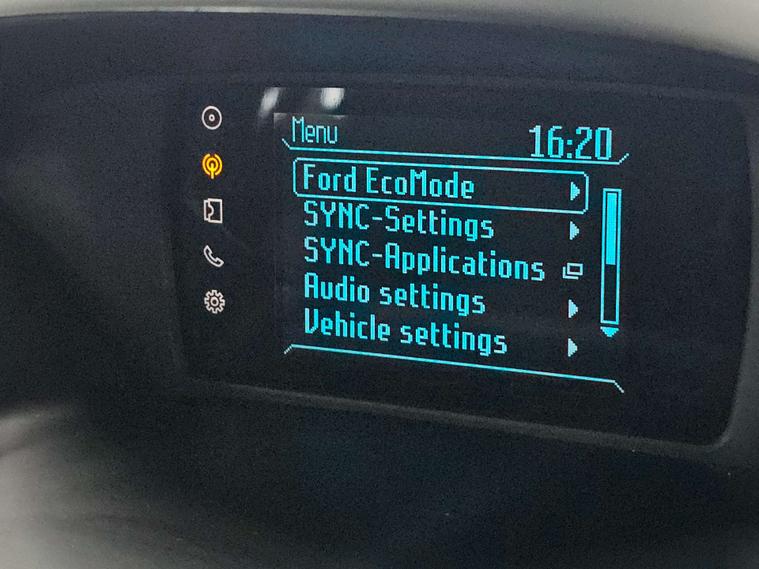 Menu 16:20
Ford EcoMode
SYNC-Settings
SYNC-Applications
Audio settings
Vehicle settings